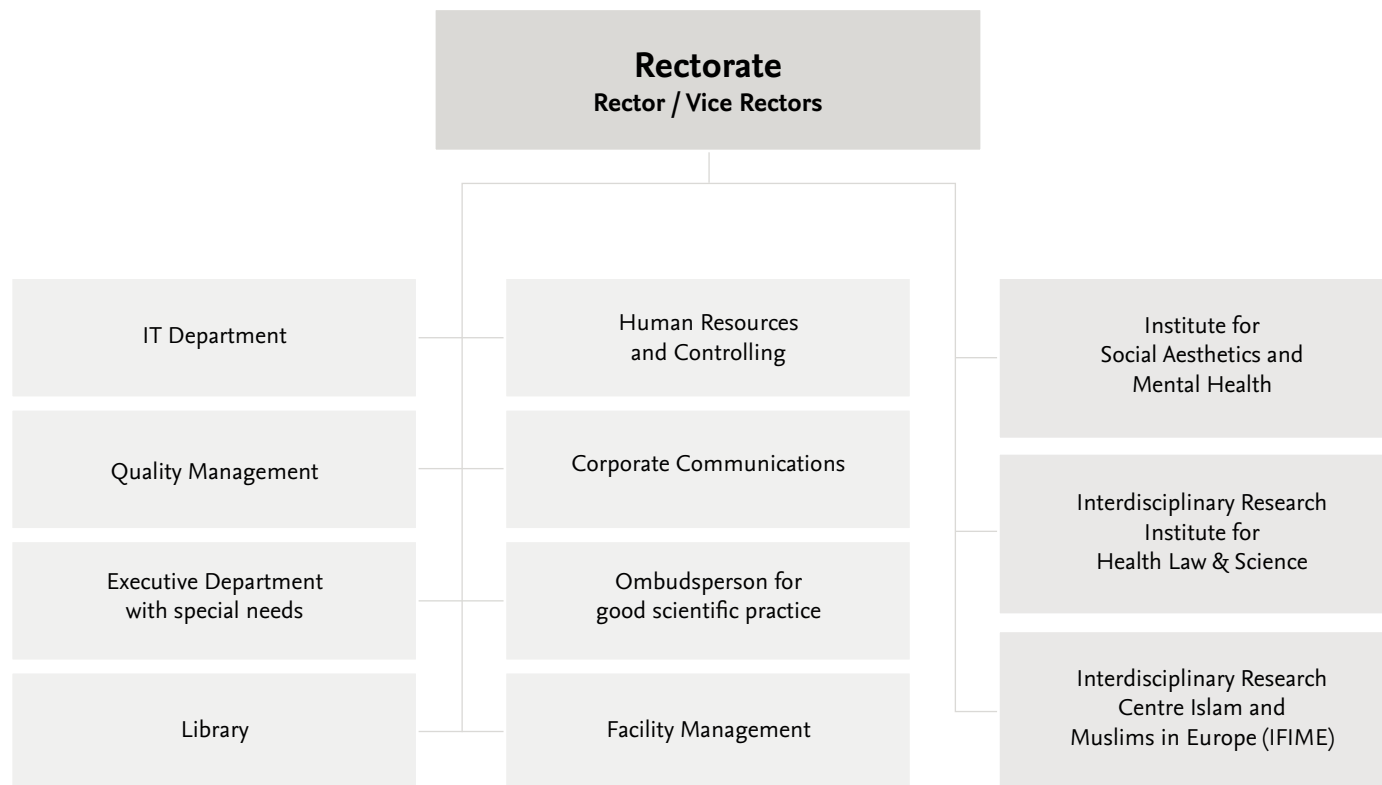 Rectorate
Rector / Vice Rectors
IT Department
Human Resources
and Controlling
Institute for
Social Aesthetics and
Mental Health
Quality Management
Corporate Communications
Interdisciplinary Research
Institute for
Health Law & Science
Executive Department
with special needs
Ombudsperson for
good scientific practice
Interdisciplinary Research
Centre Islam and
Muslims in Europe (IFIME)
Library
Facility Management